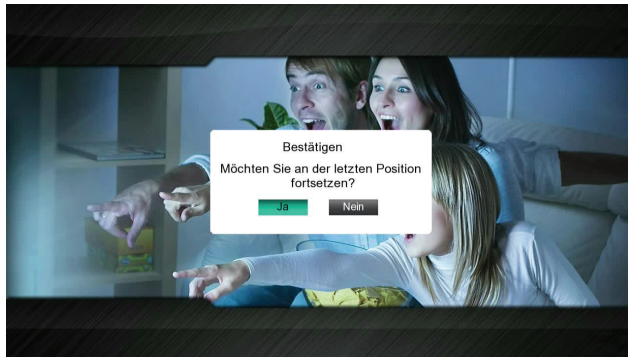 Bestätigen
Möchten Sie an der letzten Position
fortsetzen?
Ja
Nein